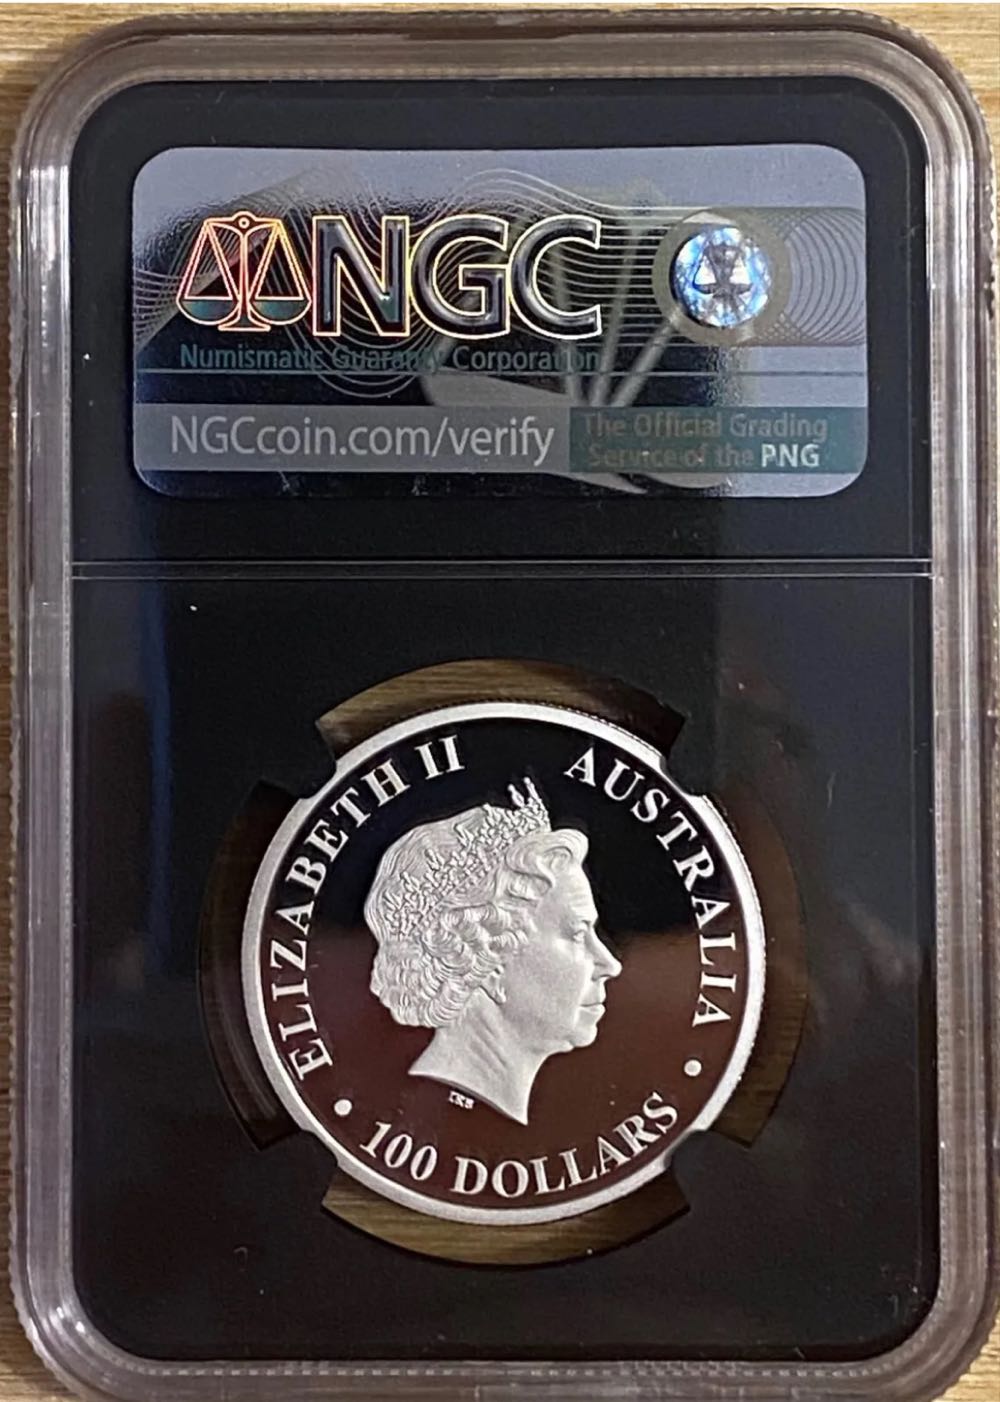 NGC
Numismatic Guaranty Corporation
NGCcoin.com/verify
The Official Grading
Service of the PNG
ELIZABETH II AUSTRALIA
• 100 DOLLARS •
IRB